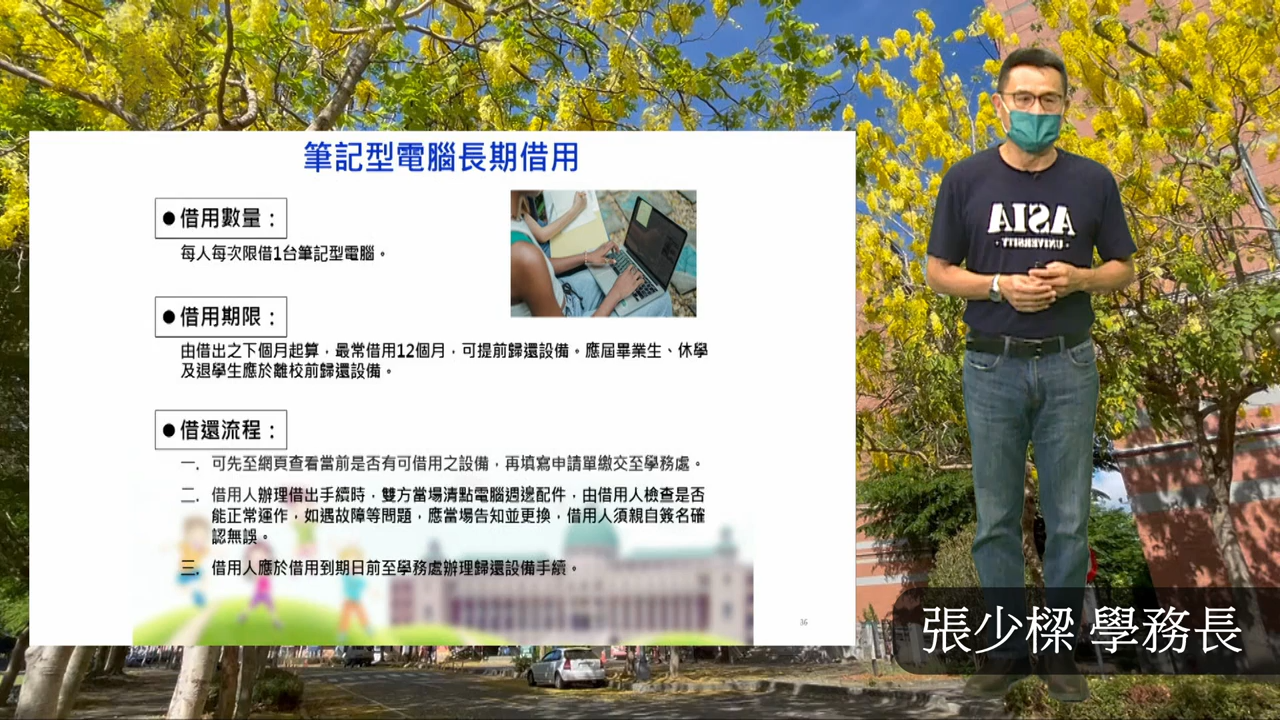 筆記型電腦長期借用
●借用數量：
每人每次限借1台筆記型電腦。
●借用期限：
由借出之下個月起算，最常借用12個月，可提前歸還設備。應屆畢業生、休學
及退學生應於離校前歸還設備。
●借還流程：
一. 可先至網頁查看當前是否有可借用之設備，再填寫申請單繳交至學務處。
二. 借用人辦理借出手續時，雙方當場清點電腦週邊配件，由借用人檢查是否
能正常運作，如遇故障等問題，應當場告知並更換，借用人須親自簽名確
認無誤。
三. 借用人應於借用到期日前至學務處辦理歸還設備手續。
36
ASIA
·UNIVERSITY·
張少樑 學務長